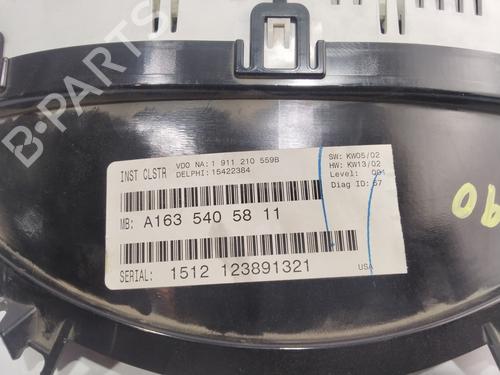 INST CLSTR VDO NA: 1 911 210 559B
DELPHI: 15422384
SW: KW05/02
HW: KW13/02
Level: 001
Diag ID: 57
MB: A163 540 58 11
SERIAL: 1512 123891321
USA
90
B-PARTS